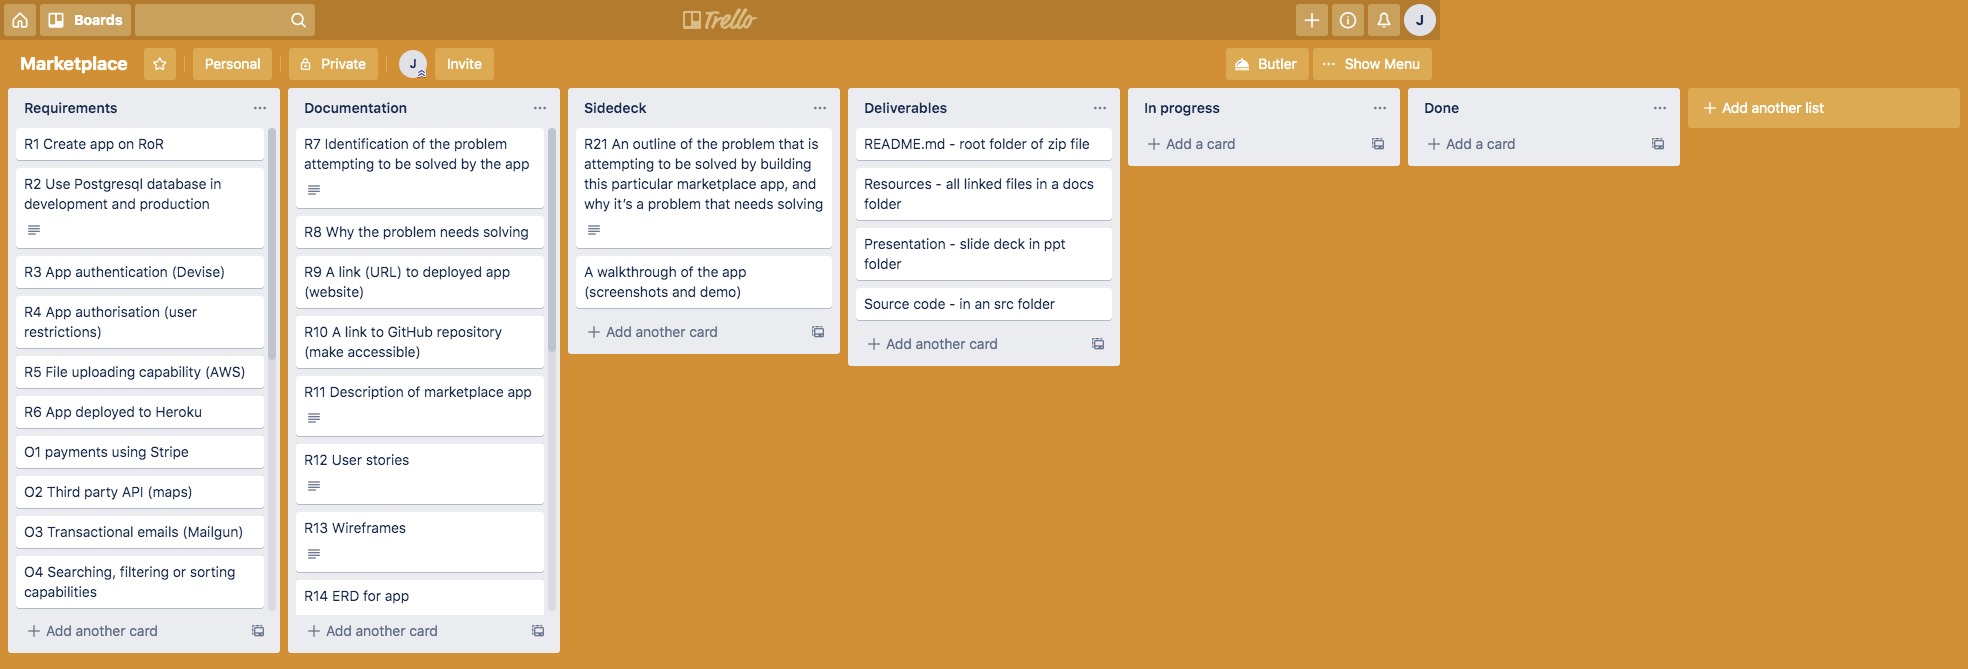 Boards
Trello
J
Marketplace
Personal
Private
J
Invite
Butler
Show Menu
Requirements
R1 Create app on RoR
R2 Use Postgresql database in
development and production
R3 App authentication (Devise)
R4 App authorisation (user
restrictions)
R5 File uploading capability (AWS)
R6 App deployed to Heroku
O1 payments using Stripe
O2 Third party API (maps)
O3 Transactional emails (Mailgun)
O4 Searching, filtering or sorting
capabilities
+ Add another card
Documentation
R7 Identification of the problem
attempting to be solved by the app
R8 Why the problem needs solving
R9 A link (URL) to deployed app
(website)
R10 A link to GitHub repository
(make accessible)
R11 Description of marketplace app
R12 User stories
R13 Wireframes
R14 ERD for app
+ Add another card
Sidedeck
R21 An outline of the problem that is
attempting to be solved by building
this particular marketplace app, and
why it’s a problem that needs solving
A walkthrough of the app
(screenshots and demo)
+ Add another card
Deliverables
README.md - root folder of zip file
Resources - all linked files in a docs
folder
Presentation - slide deck in ppt
folder
Source code - in an src folder
+ Add another card
In progress
+ Add a card
Done
+ Add a card
+ Add another list